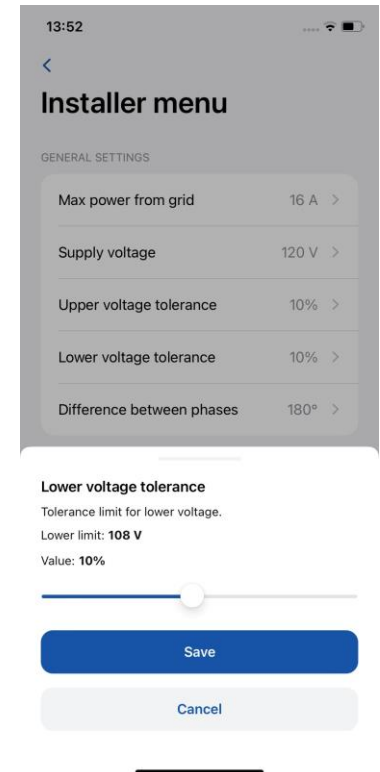 13:52
Installer menu
GENERAL SETTINGS
Max power from grid 16 A
Supply voltage 120 V
Upper voltage tolerance 10%
Lower voltage tolerance 10%
Difference between phases 180°
Lower voltage tolerance
Tolerance limit for lower voltage.
Lower limit: 108 V
Value: 10%
Save
Cancel